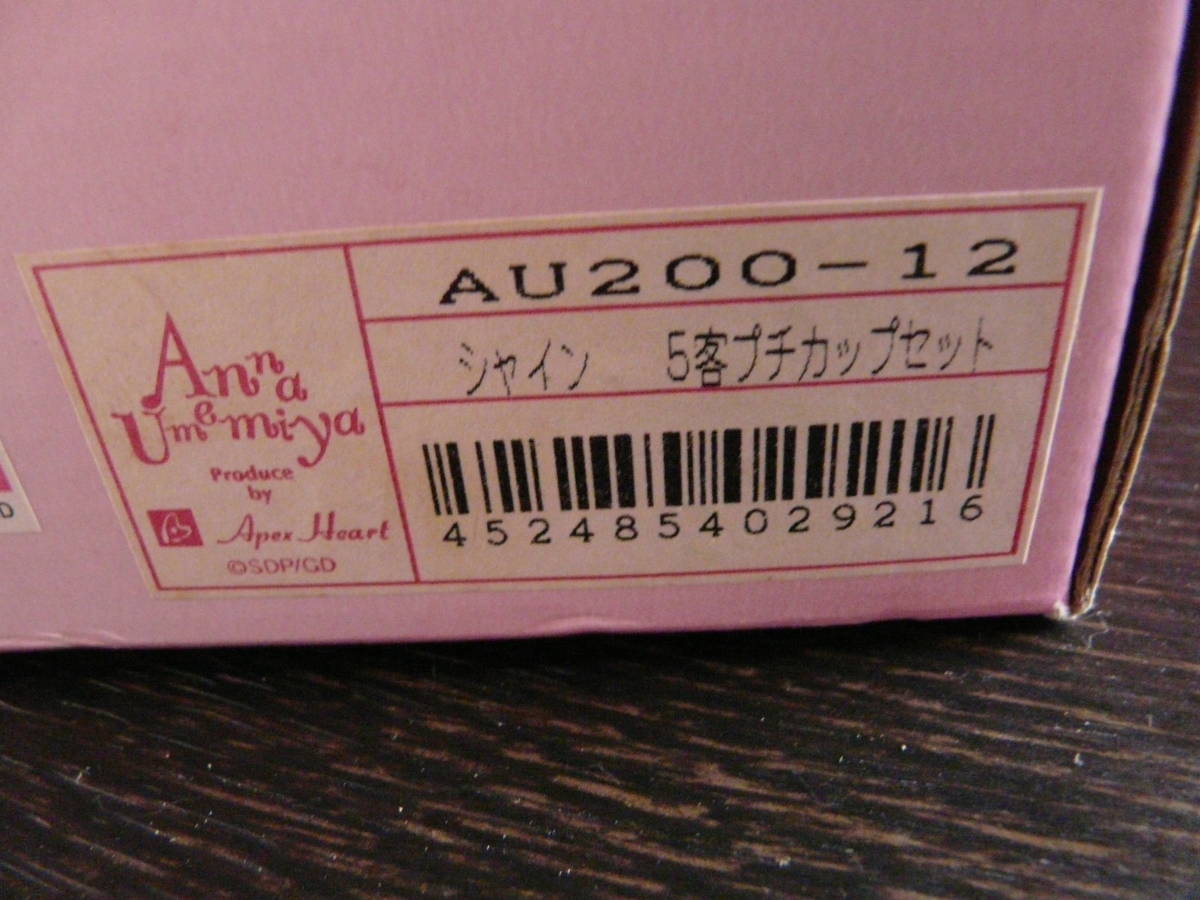 Anna
Umemiya
Produce
by
Apex Heart
©SDP/GD
AU200-12
シャイン 5客プチカップセット
4524854029216
D